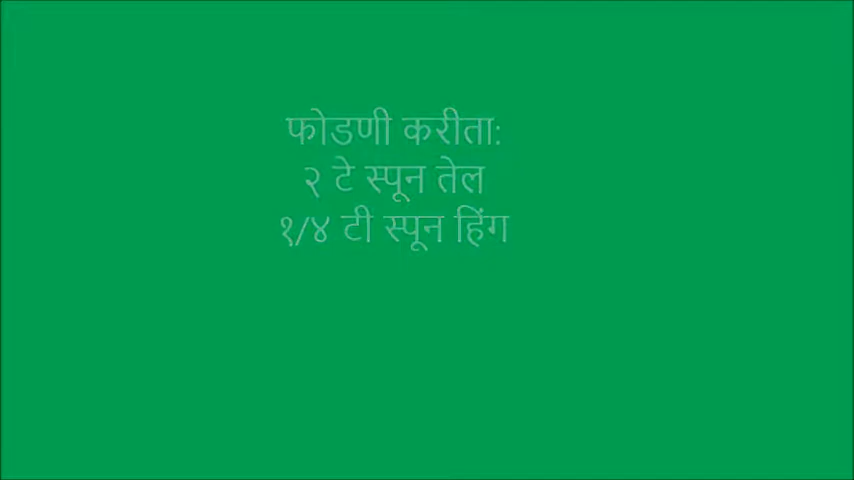 फोडणी करीता:
२ टे स्पून तेल
१/४ टी स्पून हिंग